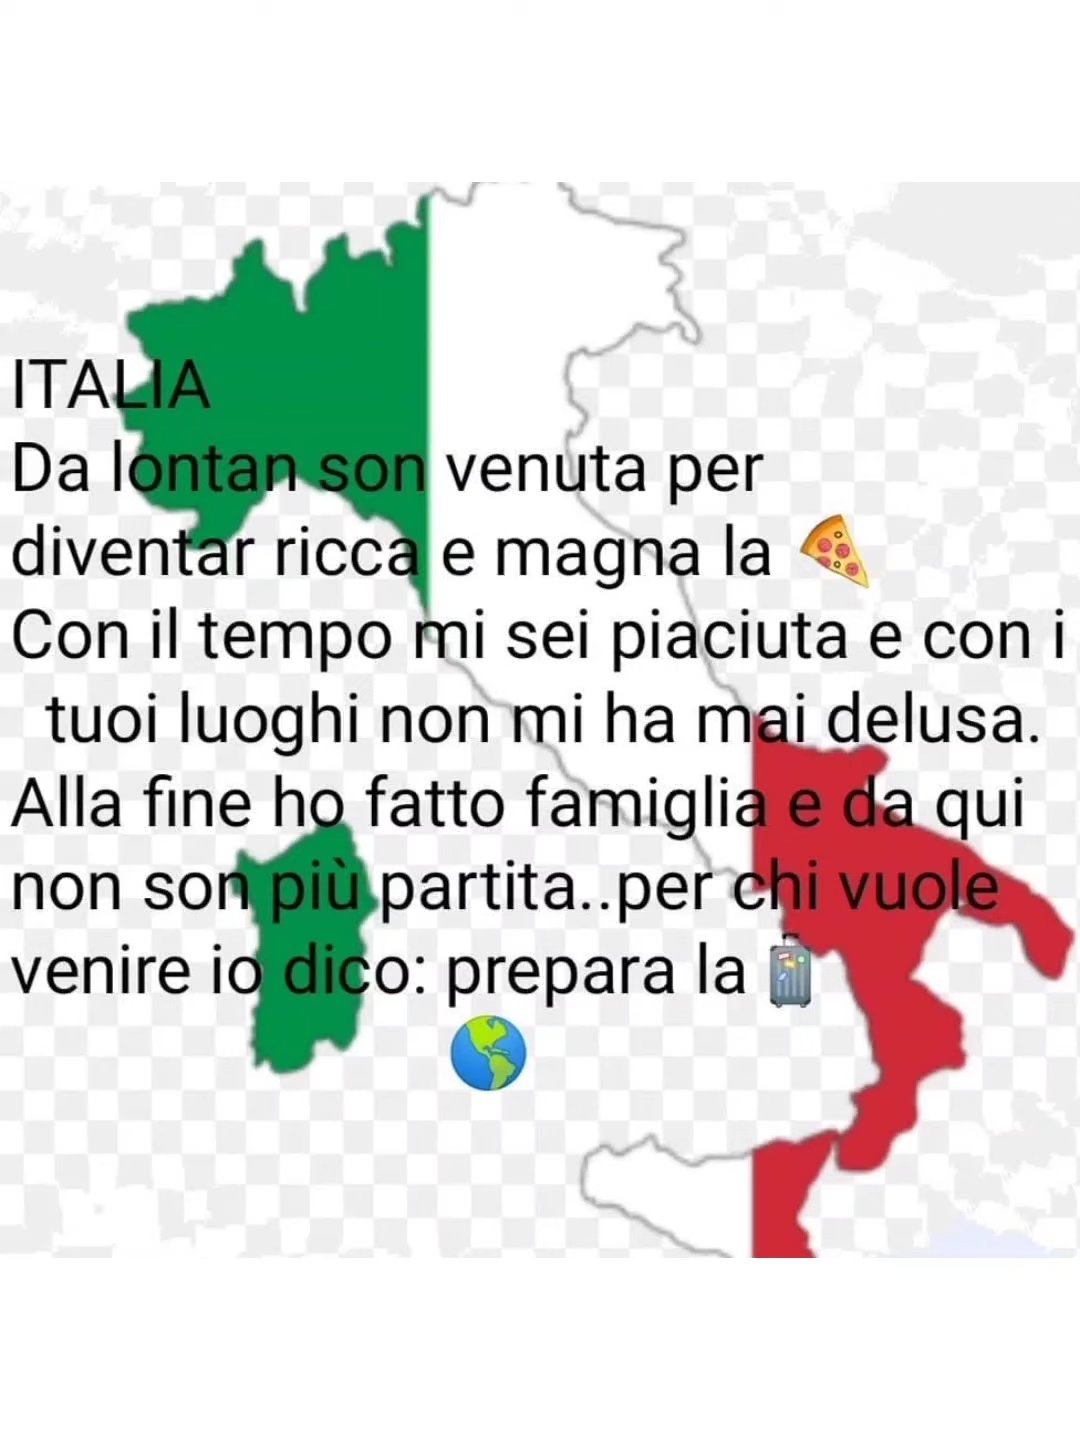 ITALIA
Da lontan son venuta per
diventar ricca e magna la 🍕
Con il tempo mi sei piaciuta e con i
tuoi luoghi non mi ha mai delusa.
Alla fine ho fatto famiglia e da qui
non son più partita..per chi vuole
venire io dico: prepara la 🧳
🌎